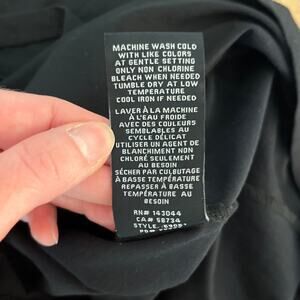 MACHINE WASH COLD
WITH LIKE COLORS
AT GENTLE SETTING
ONLY NON CHLORINE
BLEACH WHEN NEEDED
TUMBLE DRY AT LOW
TEMPERATURE
COOL IRON IF NEEDED
LAVER À LA MACHINE
À L'EAU FROIDE
AVEC DES COULEURS
SEMBLABLES AU
CYCLE DÉLICAT
UTILISER UN AGENT DE
BLANCHIMENT NON
CHLORÉ SEULEMENT
AU BESOIN
SÉCHER PAR CULBUTAGE
À BASSE TEMPÉRATURE
REPASSER À BASSE
TEMPÉRATURE AU
BESOIN
RN# 143044
CA# 58734
STYLE: